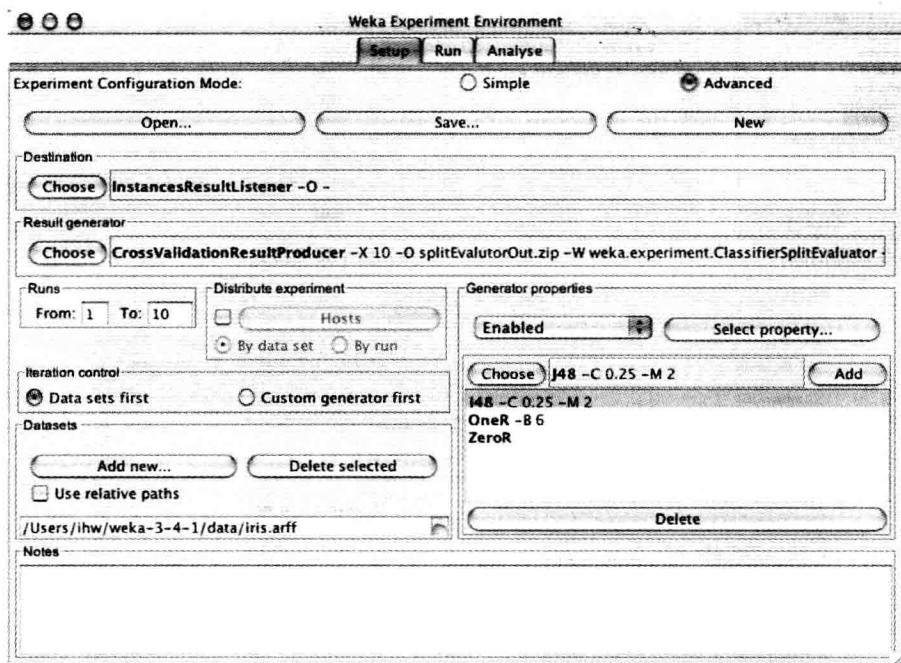 Weka Experiment Environment
Setup Run Analyse
Experiment Configuration Mode: Simple Advanced
Open... Save... New
Destination
Choose InstancesResultListener -O -
Result generator
Choose CrossValidationResultProducer -X 10 -O splitEvalutorOut.zip -W weka.experiment.ClassifierSplitEvaluator -
Runs
From: 1 To: 10
Distribute experiment
Hosts
By data set By run
Generator properties
Enabled Select property...
Choose J48 -C 0.25 -M 2 Add
J48 -C 0.25 -M 2
OneR -B 6
ZeroR
Delete
Iteration control
Data sets first Custom generator first
Datasets
Add new... Delete selected
Use relative paths
/Users/ihw/weka-3-4-1/data/iris.arff
Notes